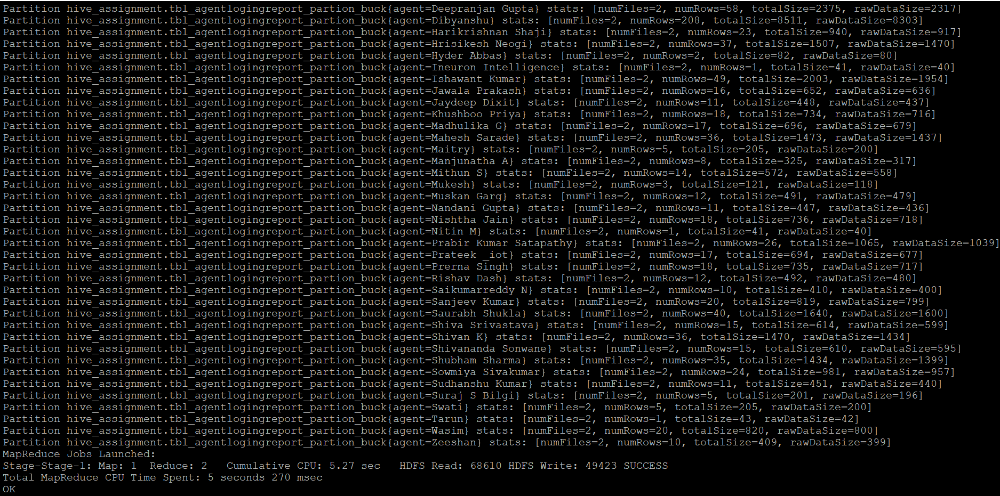 Partition hive_assignment.tbl_agentlogingreport_partion_buck{agent=Deepranjan Gupta} stats: [numFiles=2, numRows=58, totalSize=2375, rawDataSize=2317]
Partition hive_assignment.tbl_agentlogingreport_partion_buck{agent=Dibyanshu} stats: [numFiles=2, numRows=208, totalSize=8511, rawDataSize=8303]
Partition hive_assignment.tbl_agentlogingreport_partion_buck{agent=Harikrishnan Shaji} stats: [numFiles=2, numRows=23, totalSize=940, rawDataSize=917]
Partition hive_assignment.tbl_agentlogingreport_partion_buck{agent=Hrisikesh Neogi} stats: [numFiles=2, numRows=37, totalSize=1507, rawDataSize=1470]
Partition hive_assignment.tbl_agentlogingreport_partion_buck{agent=Hyder Abbas} stats: [numFiles=2, numRows=2, totalSize=82, rawDataSize=80]
Partition hive_assignment.tbl_agentlogingreport_partion_buck{agent=Ineuron Intelligence} stats: [numFiles=2, numRows=1, totalSize=41, rawDataSize=40]
Partition hive_assignment.tbl_agentlogingreport_partion_buck{agent=Ishawant Kumar} stats: [numFiles=2, numRows=49, totalSize=2003, rawDataSize=1954]
Partition hive_assignment.tbl_agentlogingreport_partion_buck{agent=Jawala Prakash} stats: [numFiles=2, numRows=16, totalSize=652, rawDataSize=636]
Partition hive_assignment.tbl_agentlogingreport_partion_buck{agent=Jaydeep Dixit} stats: [numFiles=2, numRows=11, totalSize=448, rawDataSize=437]
Partition hive_assignment.tbl_agentlogingreport_partion_buck{agent=Khushboo Priya} stats: [numFiles=2, numRows=18, totalSize=734, rawDataSize=716]
Partition hive_assignment.tbl_agentlogingreport_partion_buck{agent=Madhulika G} stats: [numFiles=2, numRows=17, totalSize=696, rawDataSize=679]
Partition hive_assignment.tbl_agentlogingreport_partion_buck{agent=Mahesh Sarade} stats: [numFiles=2, numRows=36, totalSize=1473, rawDataSize=1437]
Partition hive_assignment.tbl_agentlogingreport_partion_buck{agent=Maitry} stats: [numFiles=2, numRows=5, totalSize=205, rawDataSize=200]
Partition hive_assignment.tbl_agentlogingreport_partion_buck{agent=Manjunatha A} stats: [numFiles=2, numRows=8, totalSize=325, rawDataSize=317]
Partition hive_assignment.tbl_agentlogingreport_partion_buck{agent=Mithun S} stats: [numFiles=2, numRows=14, totalSize=572, rawDataSize=558]
Partition hive_assignment.tbl_agentlogingreport_partion_buck{agent=Mukesh} stats: [numFiles=2, numRows=3, totalSize=121, rawDataSize=118]
Partition hive_assignment.tbl_agentlogingreport_partion_buck{agent=Muskan Garg} stats: [numFiles=2, numRows=12, totalSize=491, rawDataSize=479]
Partition hive_assignment.tbl_agentlogingreport_partion_buck{agent=Nandani Gupta} stats: [numFiles=2, numRows=11, totalSize=447, rawDataSize=436]
Partition hive_assignment.tbl_agentlogingreport_partion_buck{agent=Nishtha Jain} stats: [numFiles=2, numRows=18, totalSize=736, rawDataSize=718]
Partition hive_assignment.tbl_agentlogingreport_partion_buck{agent=Nitin M} stats: [numFiles=2, numRows=1, totalSize=41, rawDataSize=40]
Partition hive_assignment.tbl_agentlogingreport_partion_buck{agent=Prabir Kumar Satapathy} stats: [numFiles=2, numRows=26, totalSize=1065, rawDataSize=1039]
Partition hive_assignment.tbl_agentlogingreport_partion_buck{agent=Prateek _iot} stats: [numFiles=2, numRows=17, totalSize=694, rawDataSize=677]
Partition hive_assignment.tbl_agentlogingreport_partion_buck{agent=Prerna Singh} stats: [numFiles=2, numRows=18, totalSize=735, rawDataSize=717]
Partition hive_assignment.tbl_agentlogingreport_partion_buck{agent=Rishav Dash} stats: [numFiles=2, numRows=12, totalSize=492, rawDataSize=480]
Partition hive_assignment.tbl_agentlogingreport_partion_buck{agent=Saikumarreddy N} stats: [numFiles=2, numRows=10, totalSize=410, rawDataSize=400]
Partition hive_assignment.tbl_agentlogingreport_partion_buck{agent=Sanjeev Kumar} stats: [numFiles=2, numRows=20, totalSize=819, rawDataSize=799]
Partition hive_assignment.tbl_agentlogingreport_partion_buck{agent=Saurabh Shukla} stats: [numFiles=2, numRows=40, totalSize=1640, rawDataSize=1600]
Partition hive_assignment.tbl_agentlogingreport_partion_buck{agent=Shiva Srivastava} stats: [numFiles=2, numRows=15, totalSize=614, rawDataSize=599]
Partition hive_assignment.tbl_agentlogingreport_partion_buck{agent=Shivan K} stats: [numFiles=2, numRows=36, totalSize=1470, rawDataSize=1434]
Partition hive_assignment.tbl_agentlogingreport_partion_buck{agent=Shivananda Sonwane} stats: [numFiles=2, numRows=15, totalSize=610, rawDataSize=595]
Partition hive_assignment.tbl_agentlogingreport_partion_buck{agent=Shubham Sharma} stats: [numFiles=2, numRows=35, totalSize=1434, rawDataSize=1399]
Partition hive_assignment.tbl_agentlogingreport_partion_buck{agent=Sowmiya Sivakumar} stats: [numFiles=2, numRows=24, totalSize=981, rawDataSize=957]
Partition hive_assignment.tbl_agentlogingreport_partion_buck{agent=Sudhanshu Kumar} stats: [numFiles=2, numRows=11, totalSize=451, rawDataSize=440]
Partition hive_assignment.tbl_agentlogingreport_partion_buck{agent=Suraj S Bilgi} stats: [numFiles=2, numRows=5, totalSize=201, rawDataSize=196]
Partition hive_assignment.tbl_agentlogingreport_partion_buck{agent=Swati} stats: [numFiles=2, numRows=5, totalSize=205, rawDataSize=200]
Partition hive_assignment.tbl_agentlogingreport_partion_buck{agent=Tarun} stats: [numFiles=2, numRows=1, totalSize=43, rawDataSize=42]
Partition hive_assignment.tbl_agentlogingreport_partion_buck{agent=Wasim} stats: [numFiles=2, numRows=20, totalSize=820, rawDataSize=800]
Partition hive_assignment.tbl_agentlogingreport_partion_buck{agent=Zeeshan} stats: [numFiles=2, numRows=10, totalSize=409, rawDataSize=399]
MapReduce Jobs Launched:
Stage-Stage-1: Map: 1  Reduce: 2   Cumulative CPU: 5.27 sec   HDFS Read: 68610 HDFS Write: 49423 SUCCESS
Total MapReduce CPU Time Spent: 5 seconds 270 msec
OK